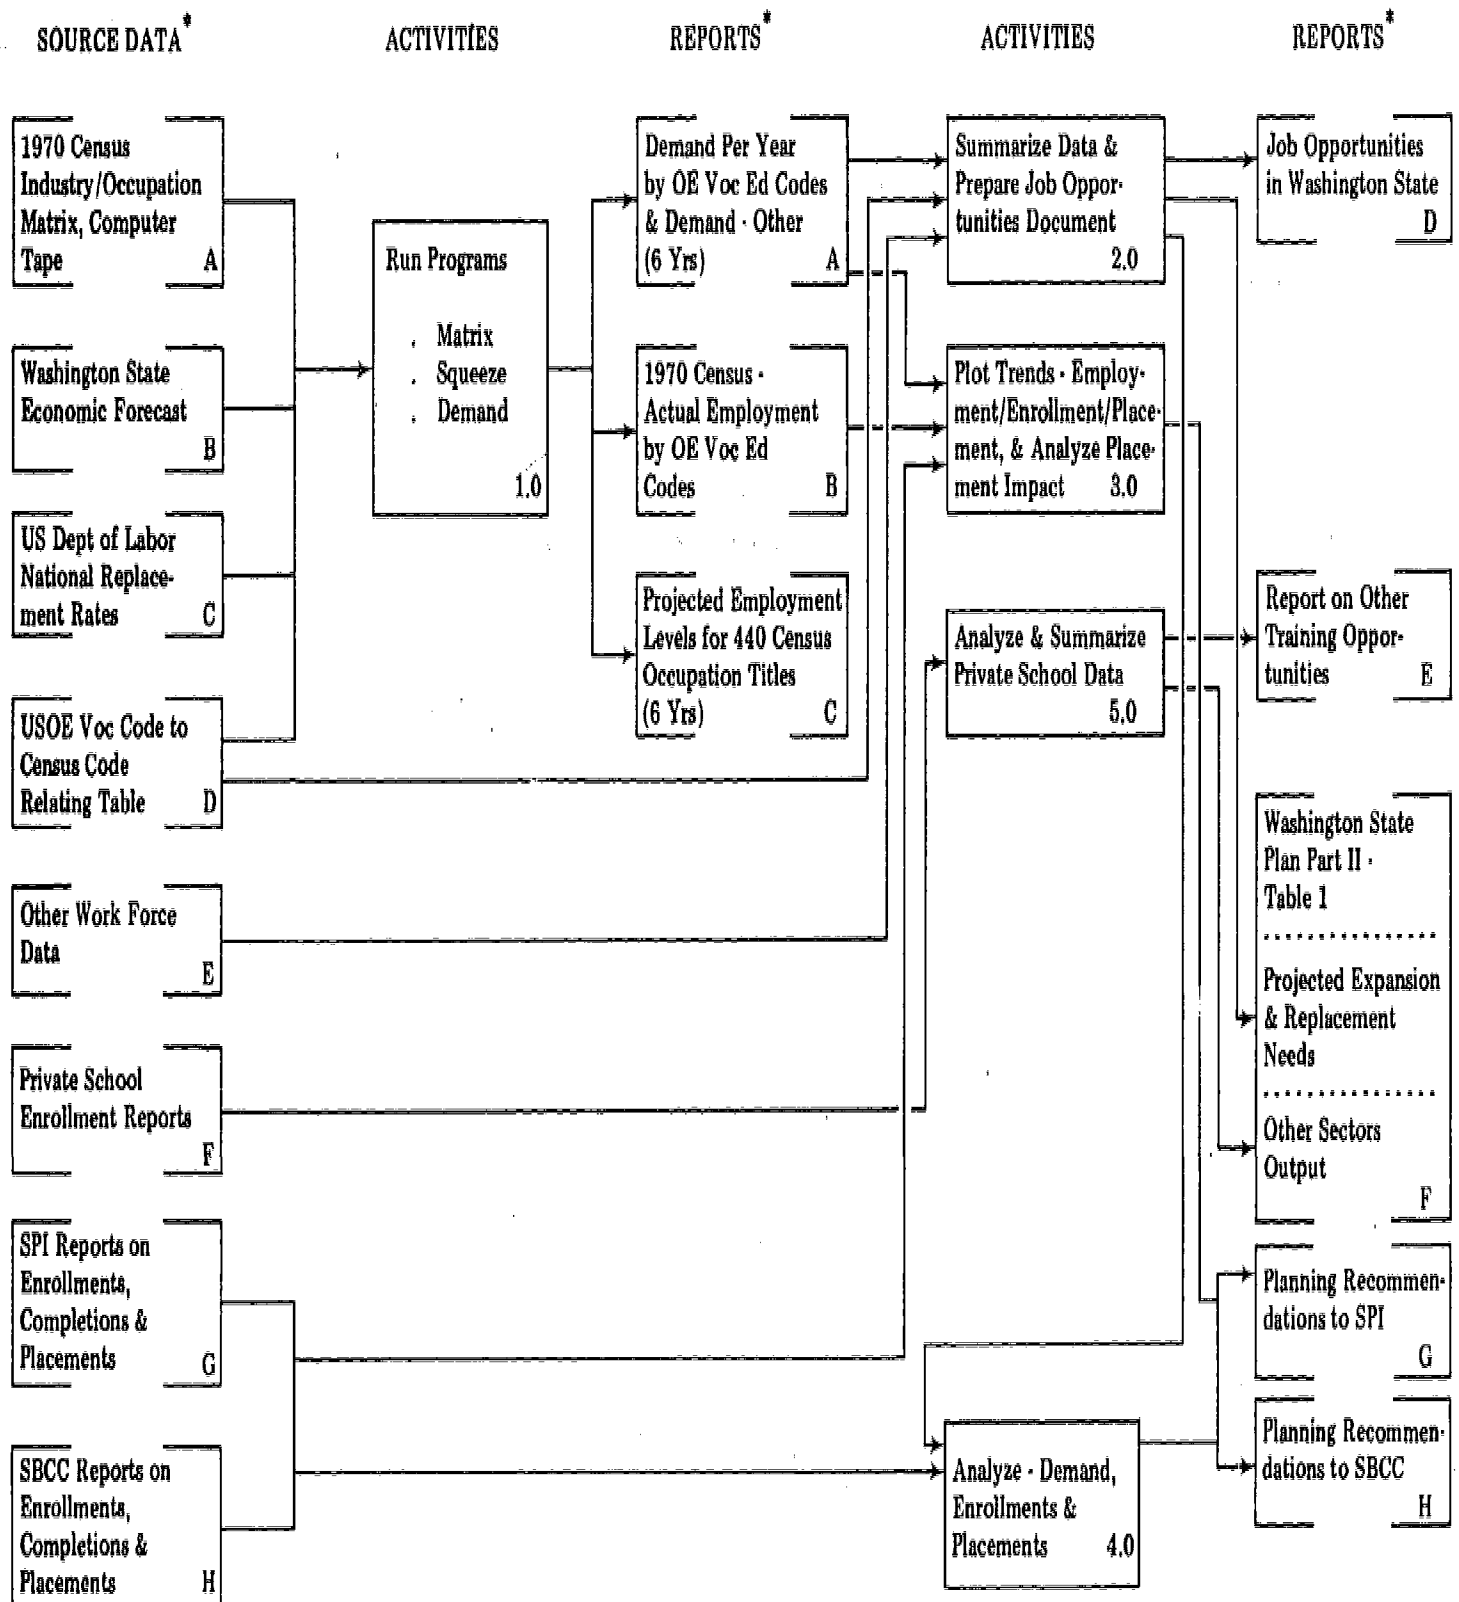 SOURCE DATA*
ACTIVITIES
REPORTS*
ACTIVITIES
REPORTS*
1970 Census
Industry/Occupation
Matrix, Computer
Tape A
Washington State
Economic Forecast
B
US Dept of Labor
National Replace-
ment Rates C
USOE Voc Code to
Census Code
Relating Table D
Other Work Force
Data
E
Private School
Enrollment Reports
F
SPI Reports on
Enrollments,
Completions &
Placements G
SBCC Reports on
Enrollments,
Completions &
Placements H
Run Programs
. Matrix
. Squeeze
. Demand
1.0
Demand Per Year
by OE Voc Ed Codes
& Demand - Other
(6 Yrs) A
1970 Census -
Actual Employment
by OE Voc Ed
Codes B
Projected Employment
Levels for 440 Census
Occupation Titles
(6 Yrs) C
Summarize Data &
Prepare Job Oppor-
tunities Document
2.0
Plot Trends - Employ-
ment/Enrollment/Place-
ment, & Analyze Place-
ment Impact 3.0
Analyze & Summarize
Private School Data
5.0
Analyze - Demand,
Enrollments &
Placements 4.0
Job Opportunities
in Washington State
D
Report on Other
Training Oppor-
tunities E
Washington State
Plan Part II -
Table 1
Projected Expansion
& Replacement
Needs
Other Sectors
Output
F
Planning Recommen-
dations to SPI
G
Planning Recommen-
dations to SBCC
H